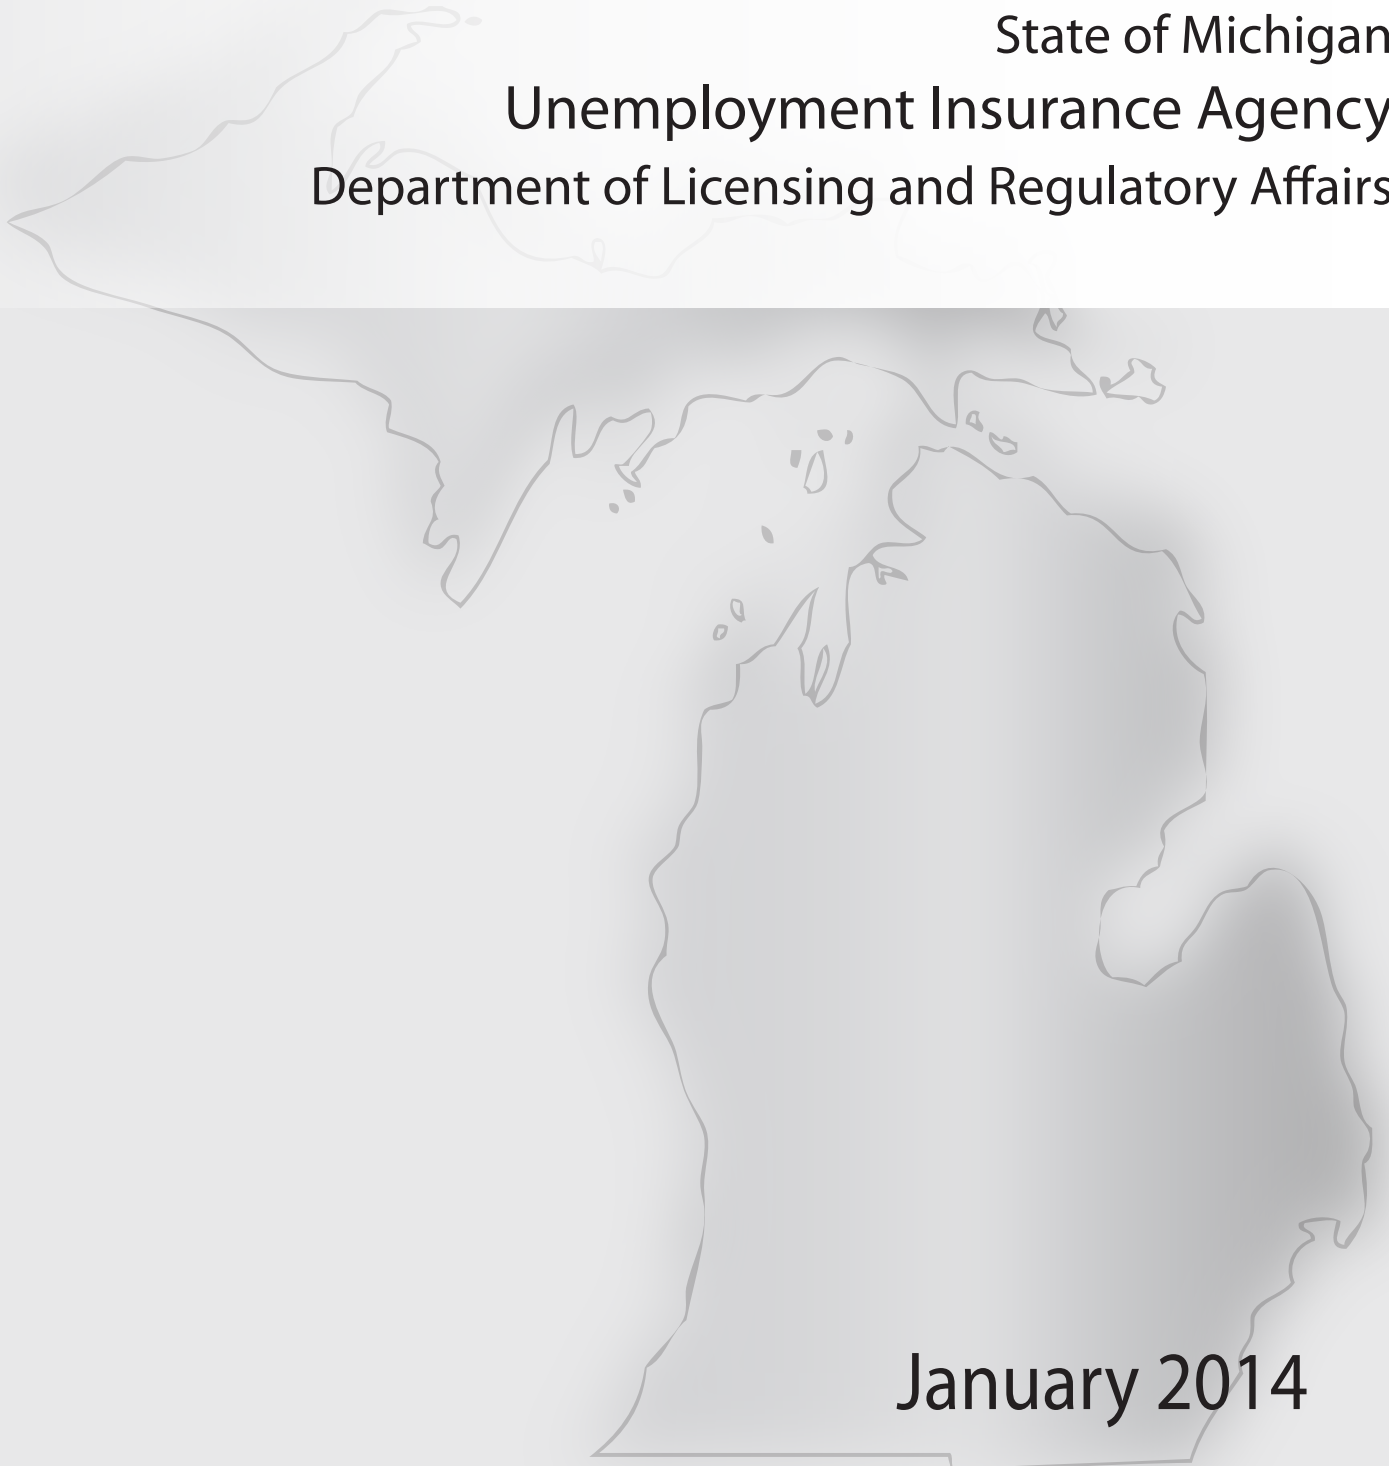 State of Michigan
Unemployment Insurance Agency
Department of Licensing and Regulatory Affairs
January 2014